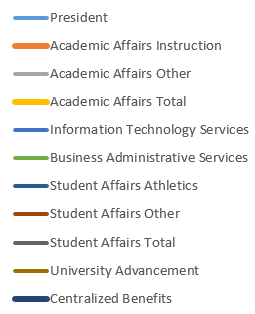 President
Academic Affairs Instruction
Academic Affairs Other
Academic Affairs Total
Information Technology Services
Business Administrative Services
Student Affairs Athletics
Student Affairs Other
Student Affairs Total
University Advancement
Centralized Benefits